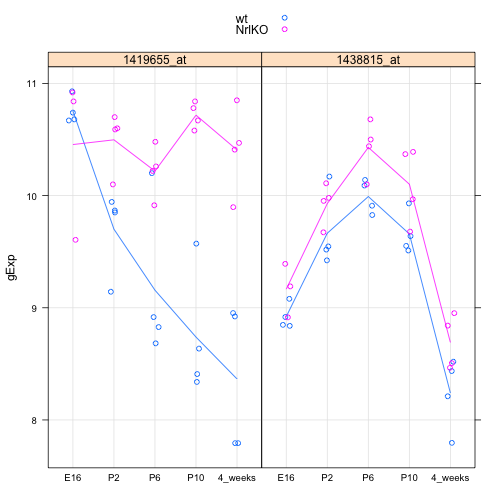 wt
NrlKO
1419655_at 1438815_at
11
10
9
8
gExp
E16 P2 P6 P10 4_weeks E16 P2 P6 P10 4_weeks